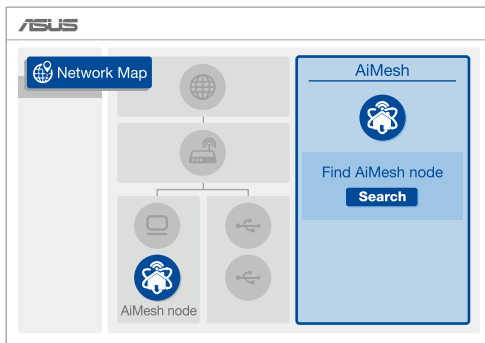 ASUS
Network Map
AiMesh
Find AiMesh node
Search
AiMesh node